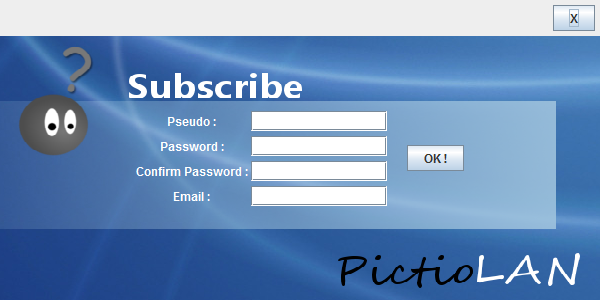 X
?
Subscribe
Pseudo :
Password :
Confirm Password :
Email :
OK !
PictioLAN